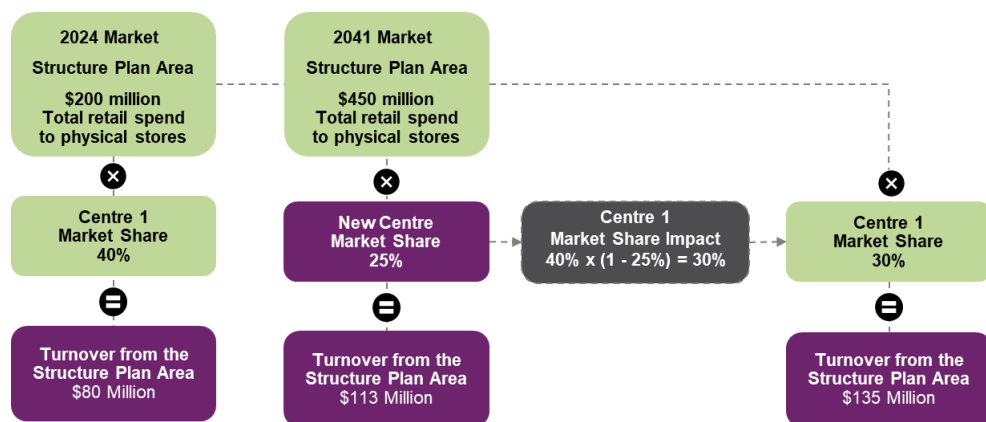 2024 Market
Structure Plan Area
$200 million
Total retail spend
to physical stores
×
Centre 1
Market Share
40%
=
Turnover from the
Structure Plan Area
$80 Million
2041 Market
Structure Plan Area
$450 million
Total retail spend
to physical stores
×
New Centre
Market Share
25%
=
Turnover from the
Structure Plan Area
$113 Million
Centre 1
Market Share Impact
40% x (1 - 25%) = 30%
×
Centre 1
Market Share
30%
=
Turnover from the
Structure Plan Area
$135 Million